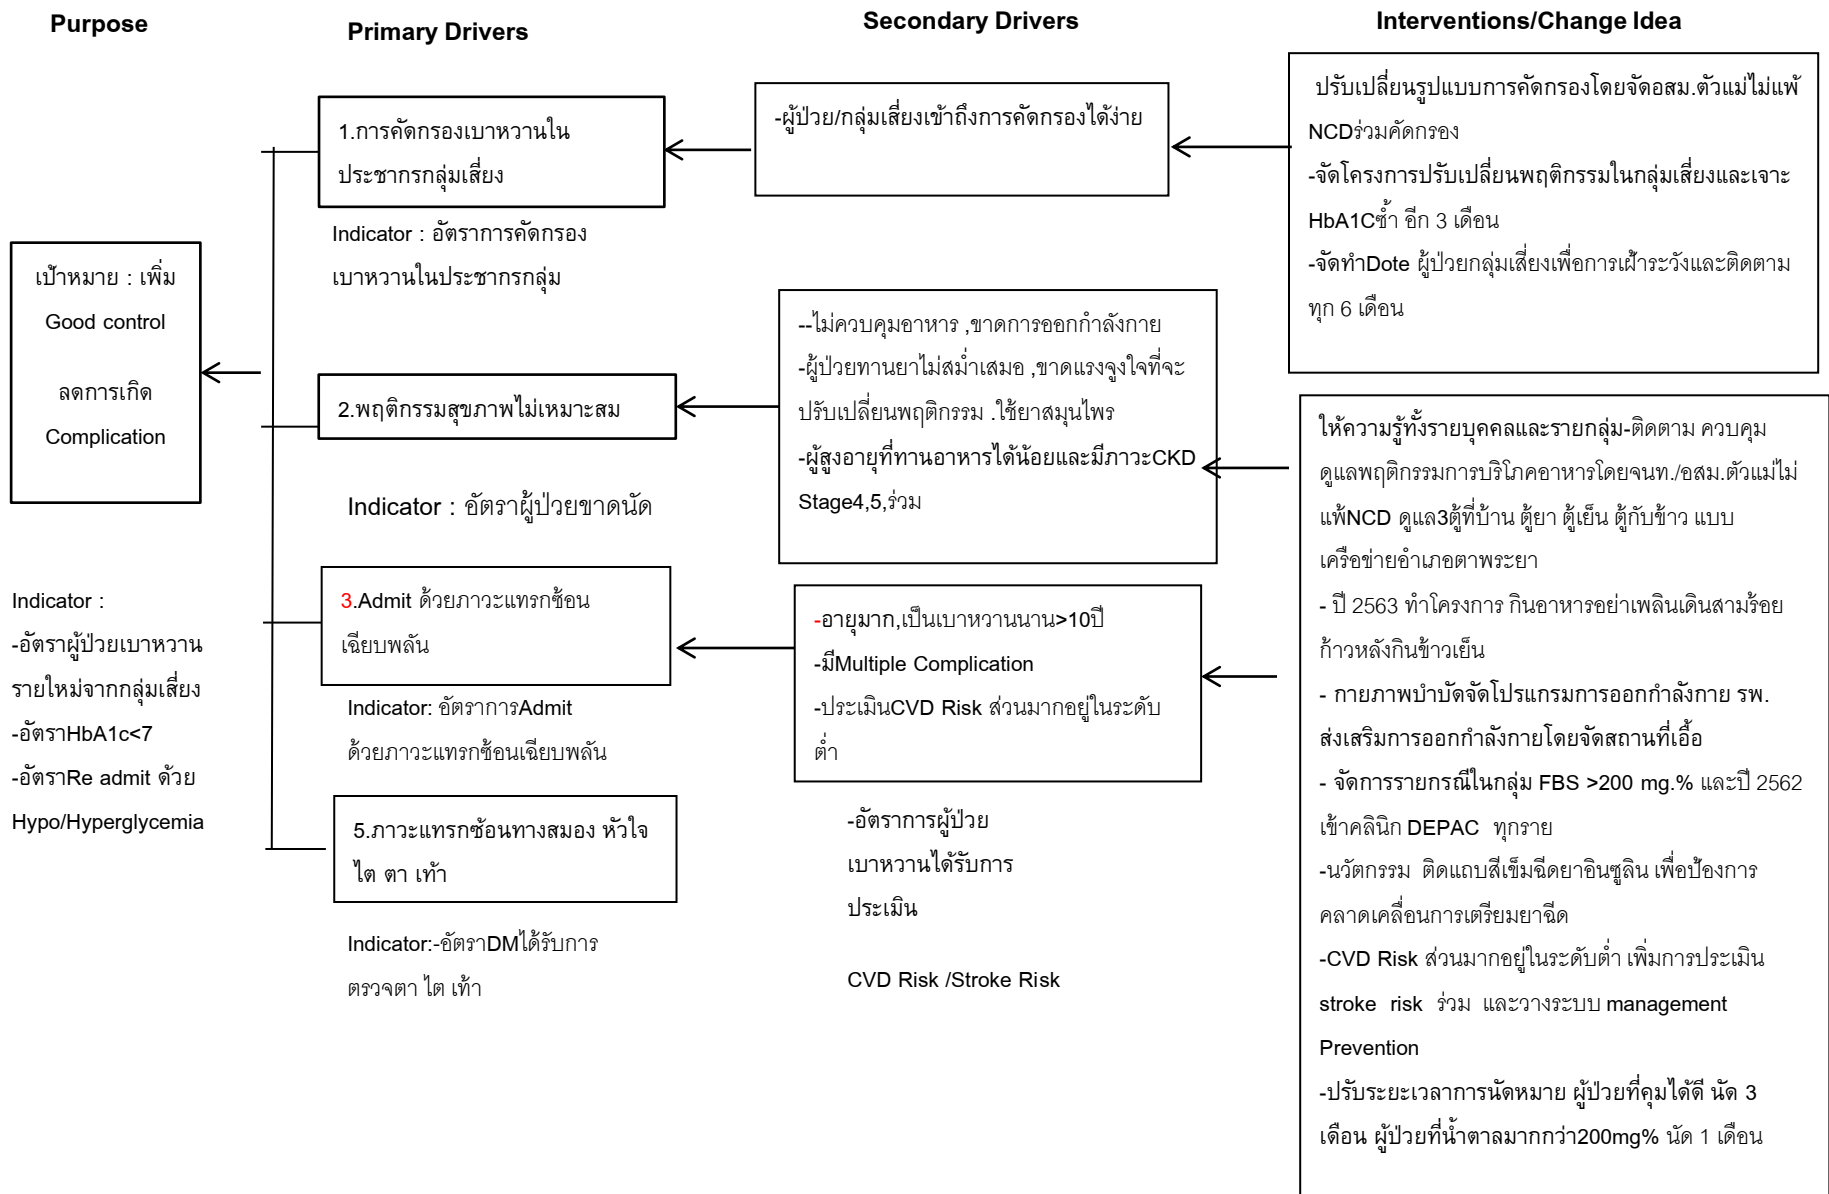 Purpose
Primary Drivers
Secondary Drivers
Interventions/Change Idea
เป้าหมาย : เพิ่ม
Good control
ลดการเกิด
Complication
Indicator :
-อัตราผู้ป่วยเบาหวาน
รายใหม่จากกลุ่มเสี่ยง
-อัตราHbA1c<7
-อัตราRe admit ด้วย
Hypo/Hyperglycemia
1.การคัดกรองเบาหวานใน
ประชากรกลุ่มเสี่ยง
Indicator : อัตราการคัดกรอง
เบาหวานในประชากรกลุ่ม
2.พฤติกรรมสุขภาพไม่เหมาะสม
Indicator : อัตราผู้ป่วยขาดนัด
3.Admit ด้วยภาวะแทรกซ้อน
เฉียบพลัน
Indicator: อัตราการAdmit
ด้วยภาวะแทรกซ้อนเฉียบพลัน
5.ภาวะแทรกซ้อนทางสมอง หัวใจ
ไต ตา เท้า
Indicator:-อัตราDMได้รับการ
ตรวจตา ไต เท้า
-ผู้ป่วย/กลุ่มเสี่ยงเข้าถึงการคัดกรองได้ง่าย
--ไม่ควบคุมอาหาร ,ขาดการออกกำลังกาย
-ผู้ป่วยทานยาไม่สม่ำเสมอ ,ขาดแรงจูงใจที่จะ
ปรับเปลี่ยนพฤติกรรม .ใช้ยาสมุนไพร
-ผู้สูงอายุที่ทานอาหารได้น้อยและมีภาวะCKD
Stage4,5,ร่วม
-อายุมาก,เป็นเบาหวานนาน>10ปี
-มีMultiple Complication
-ประเมินCVD Risk ส่วนมากอยู่ในระดับ
ต่ำ
-อัตราการผู้ป่วย
เบาหวานได้รับการ
ประเมิน
CVD Risk /Stroke Risk
ปรับเปลี่ยนรูปแบบการคัดกรองโดยจัดอสม.ตัวแม่ไม่แพ้
NCDร่วมคัดกรอง
-จัดโครงการปรับเปลี่ยนพฤติกรรมในกลุ่มเสี่ยงและเจาะ
HbA1Cซ้ำ อีก 3 เดือน
-จัดทำDote ผู้ป่วยกลุ่มเสี่ยงเพื่อการเฝ้าระวังและติดตาม
ทุก 6 เดือน
ให้ความรู้ทั้งรายบุคคลและรายกลุ่ม-ติดตาม ควบคุม
ดูแลพฤติกรรมการบริโภคอาหารโดยจนท./อสม.ตัวแม่ไม่
แพ้NCD ดูแล3ตู้ที่บ้าน ตู้ยา ตู้เย็น ตู้กับข้าว แบบ
เครือข่ายอำเภอตาพระยา
- ปี 2563 ทำโครงการ กินอาหารอย่าเพลินเดินสามร้อย
ก้าวหลังกินข้าวเย็น
- กายภาพบำบัดจัดโปรแกรมการออกกำลังกาย รพ.
ส่งเสริมการออกกำลังกายโดยจัดสถานที่เอื้อ
- จัดการรายกรณีในกลุ่ม FBS >200 mg.% และปี 2562
เข้าคลินิก DEPAC ทุกราย
-นวัตกรรม ติดแถบสีเข็มฉีดยาอินซูลิน เพื่อป้องการ
คลาดเคลื่อนการเตรียมยาฉีด
-CVD Risk ส่วนมากอยู่ในระดับต่ำ เพิ่มการประเมิน
stroke risk ร่วม และวางระบบ management
Prevention
-ปรับระยะเวลาการนัดหมาย ผู้ป่วยที่คุมได้ดี นัด 3
เดือน ผู้ป่วยที่น้ำตาลมากกว่า200mg% นัด 1 เดือน